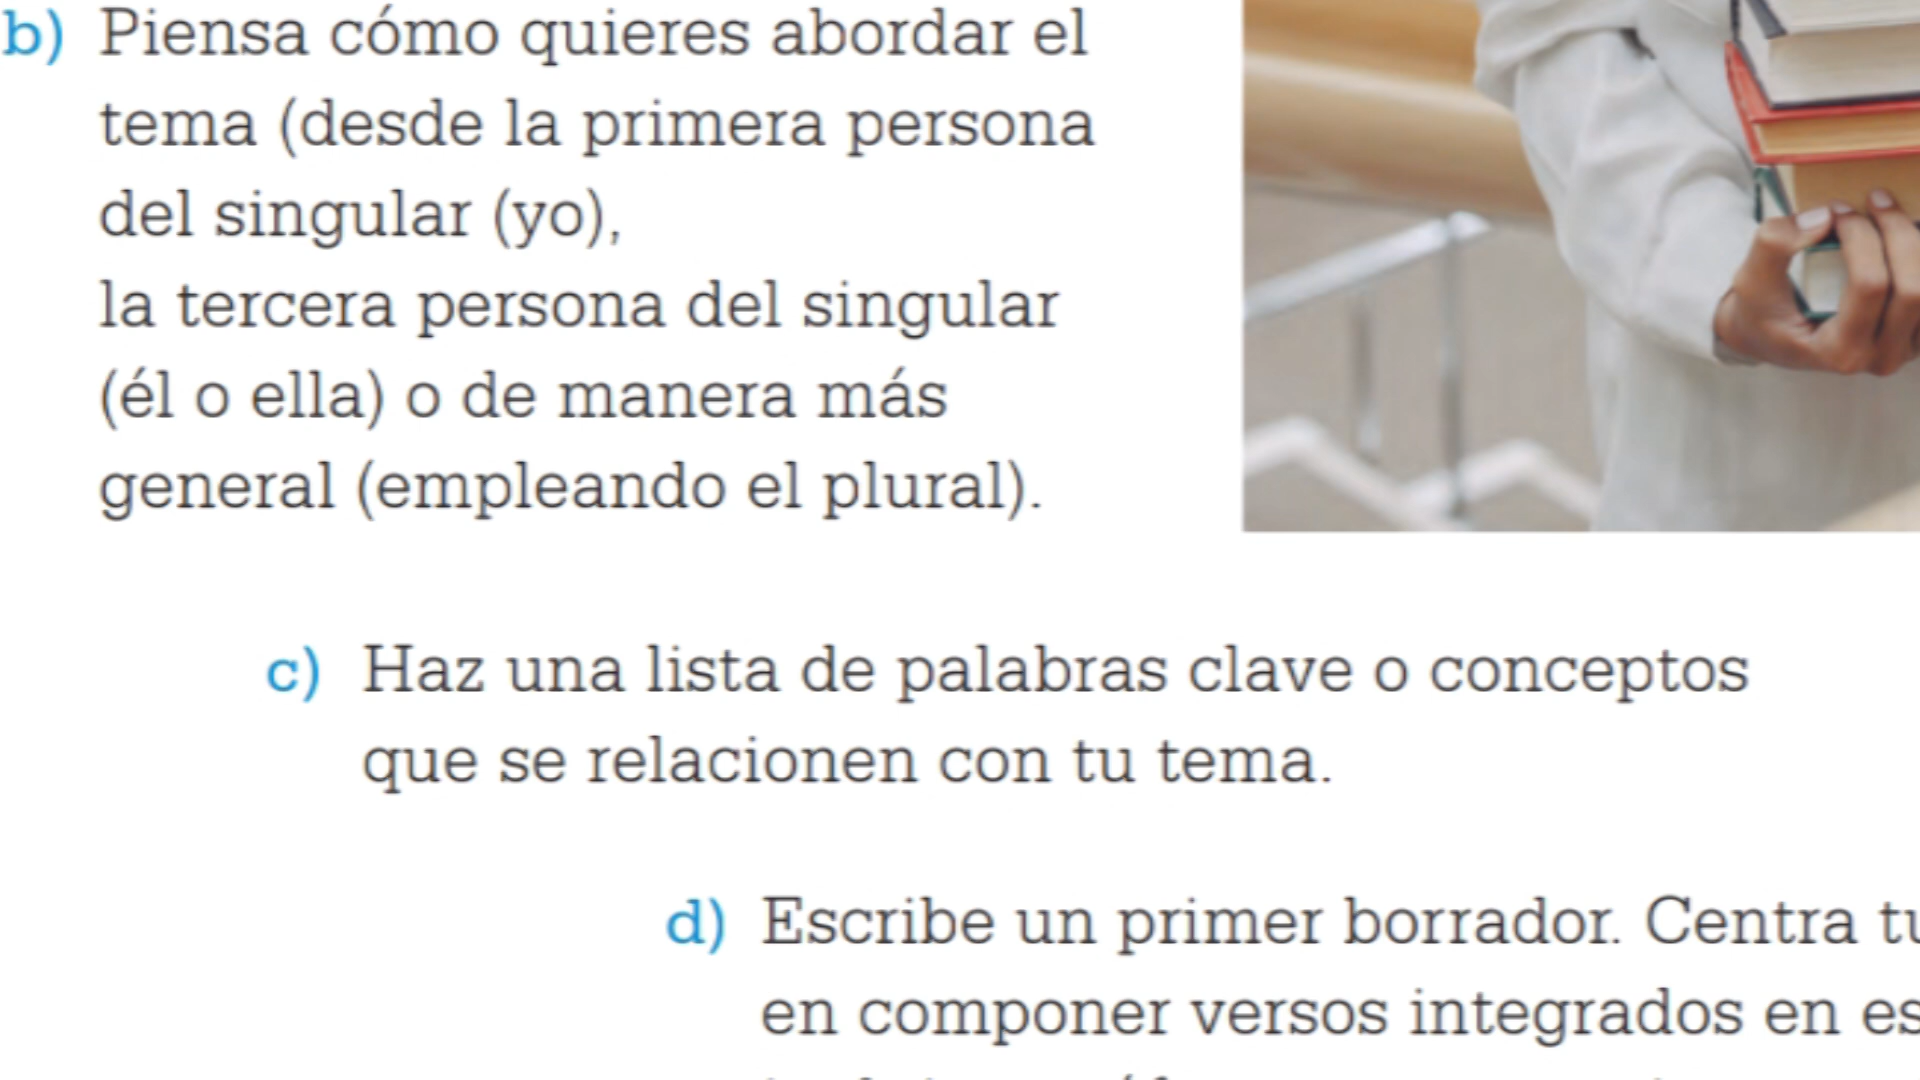 b) Piensa cómo quieres abordar el
tema (desde la primera persona
del singular (yo),
la tercera persona del singular
(él o ella) o de manera más
general (empleando el plural).
c) Haz una lista de palabras clave o conceptos
que se relacionen con tu tema.
d) Escribe un primer borrador. Centra
en componer versos integrados en